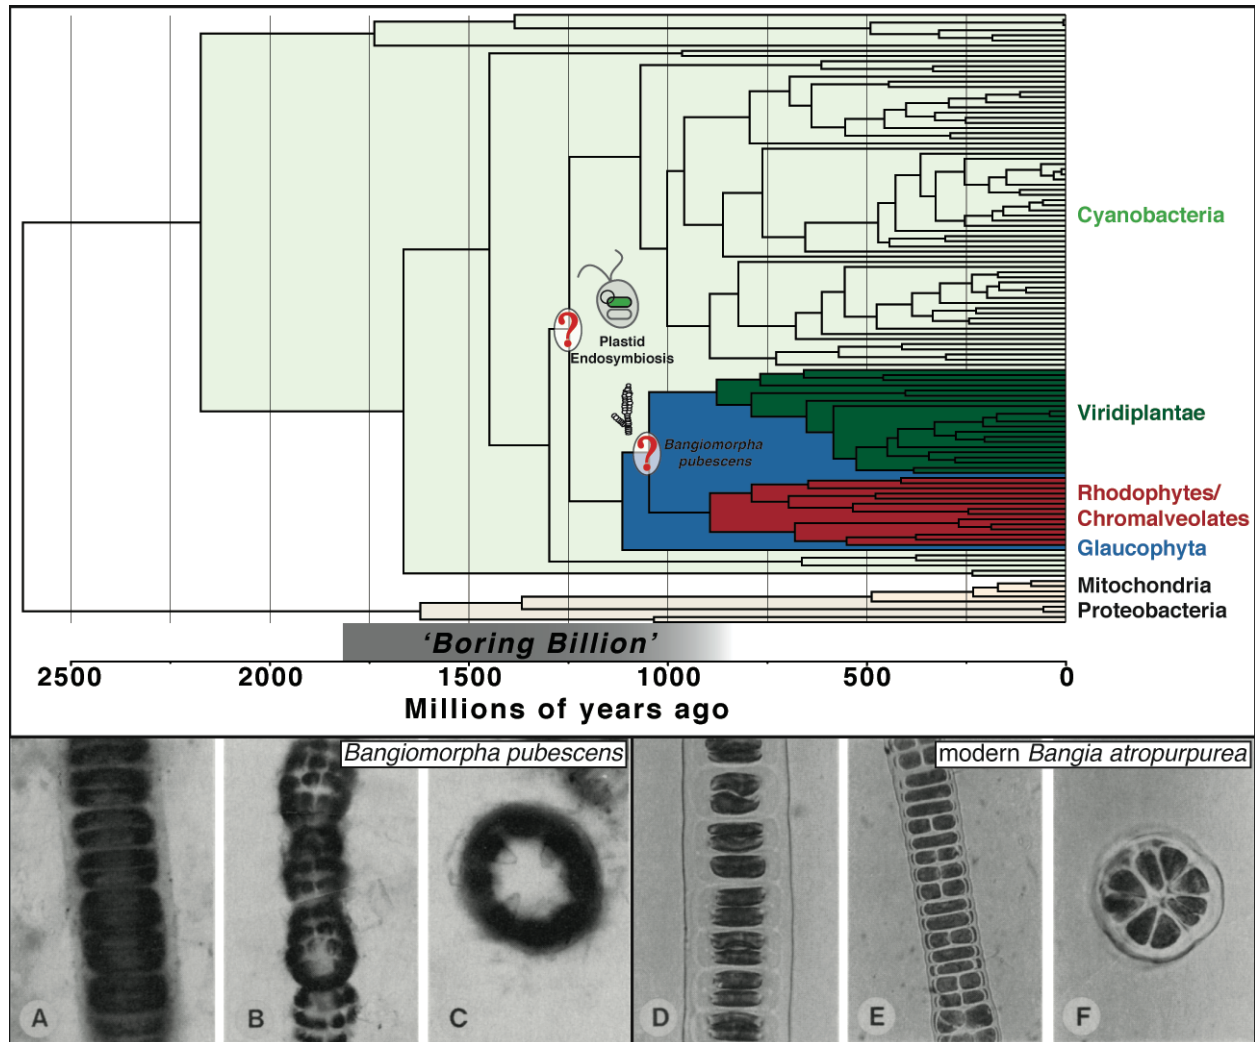 Cyanobacteria
?
Plastid
Endosymbiosis
Viridiplantae
?
Bangiomorpha
pubescens
Rhodophytes/
Chromalveolates
Glaucophyta
Mitochondria
Proteobacteria
‘Boring Billion’
2500 2000 1500 1000 500 0
Millions of years ago
Bangiomorpha pubescens
modern Bangia atropurpurea
A B C D E F